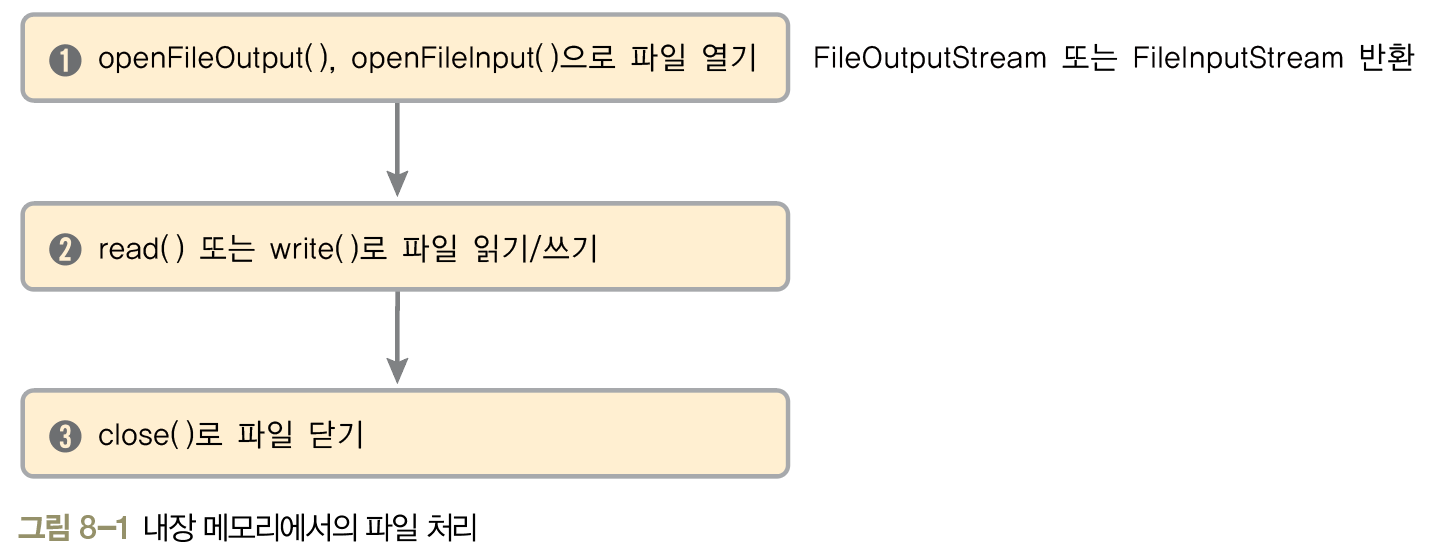 ❶ openFileOutput( ), openFileInput( )으로 파일 열기 FileOutputStream 또는 FileInputStream 반환
❷ read( ) 또는 write( )로 파일 읽기/쓰기
❸ close( )로 파일 닫기
그림 8-1 내장 메모리에서의 파일 처리